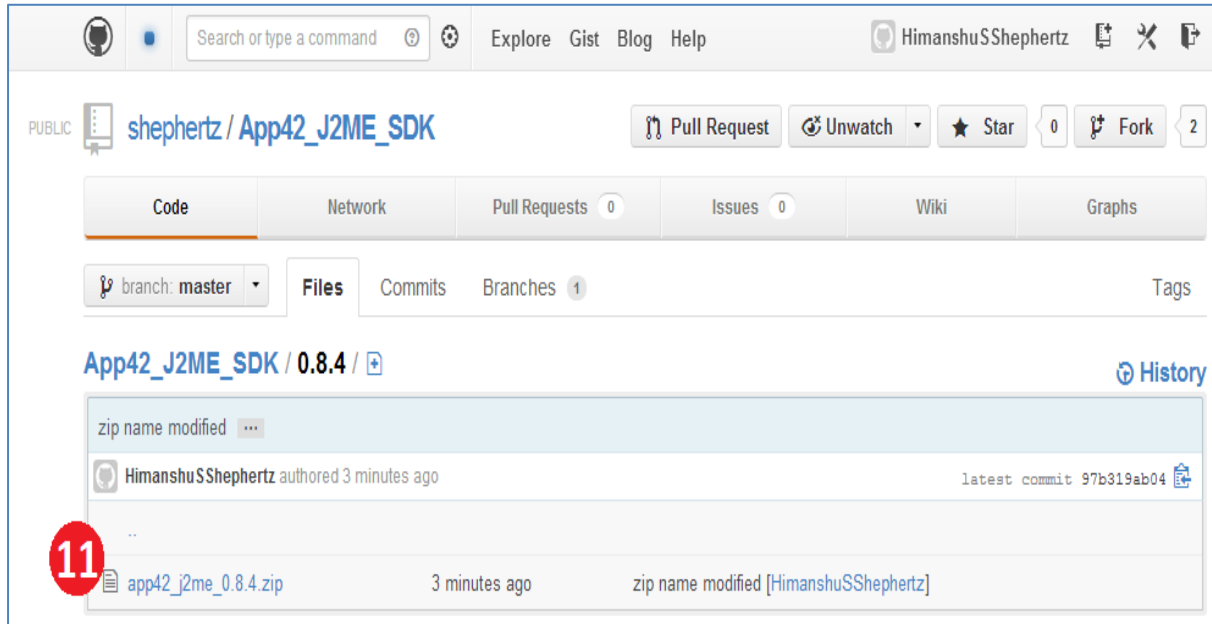 Search or type a command Explore Gist Blog Help HimanshuSShephertz
PUBLIC shephertz / App42_J2ME_SDK Pull Request Unwatch Star 0 Fork 2
Code Network Pull Requests 0 Issues 0 Wiki Graphs
branch: master Files Commits Branches 1 Tags
App42_J2ME_SDK / 0.8.4 /
History
zip name modified ...
HimanshuSShephertz authored 3 minutes ago latest commit 97b319ab04
..
11 app42_j2me_0.8.4.zip 3 minutes ago zip name modified [HimanshuSShephertz]